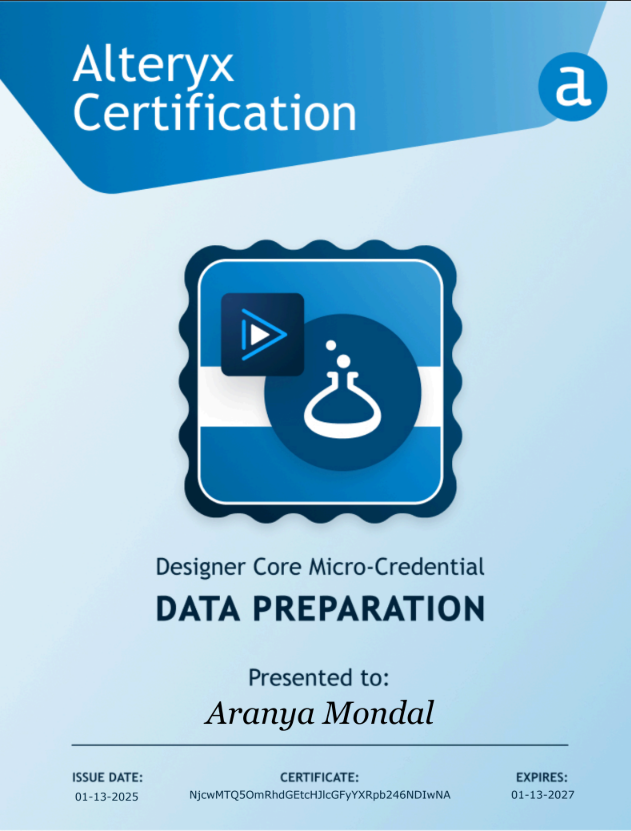 Alteryx
Certification
a
Designer Core Micro-Credential
DATA PREPARATION
Presented to:
Aranya Mondal
ISSUE DATE:
01-13-2025
CERTIFICATE:
NjcwMTQ5OmRhdGEtcHJlcGFyYXRpb246NDIwNA
EXPIRES:
01-13-2027